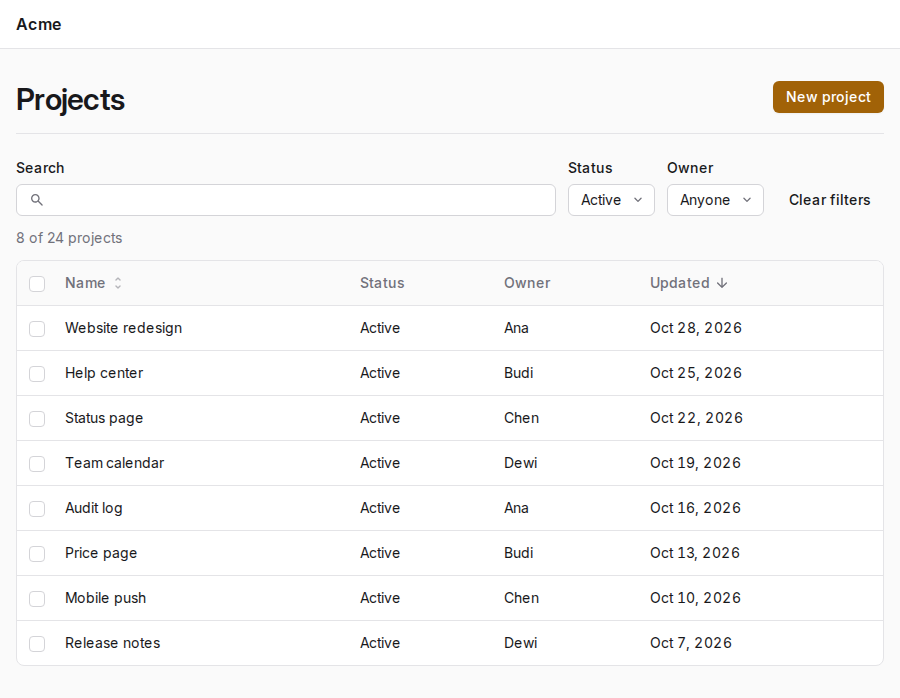 Acme
Projects
New project
Search
Status
Owner
Active
Anyone
Clear filters
8 of 24 projects
Name Status Owner Updated
Website redesign Active Ana Oct 28, 2026
Help center Active Budi Oct 25, 2026
Status page Active Chen Oct 22, 2026
Team calendar Active Dewi Oct 19, 2026
Audit log Active Ana Oct 16, 2026
Price page Active Budi Oct 13, 2026
Mobile push Active Chen Oct 10, 2026
Release notes Active Dewi Oct 7, 2026